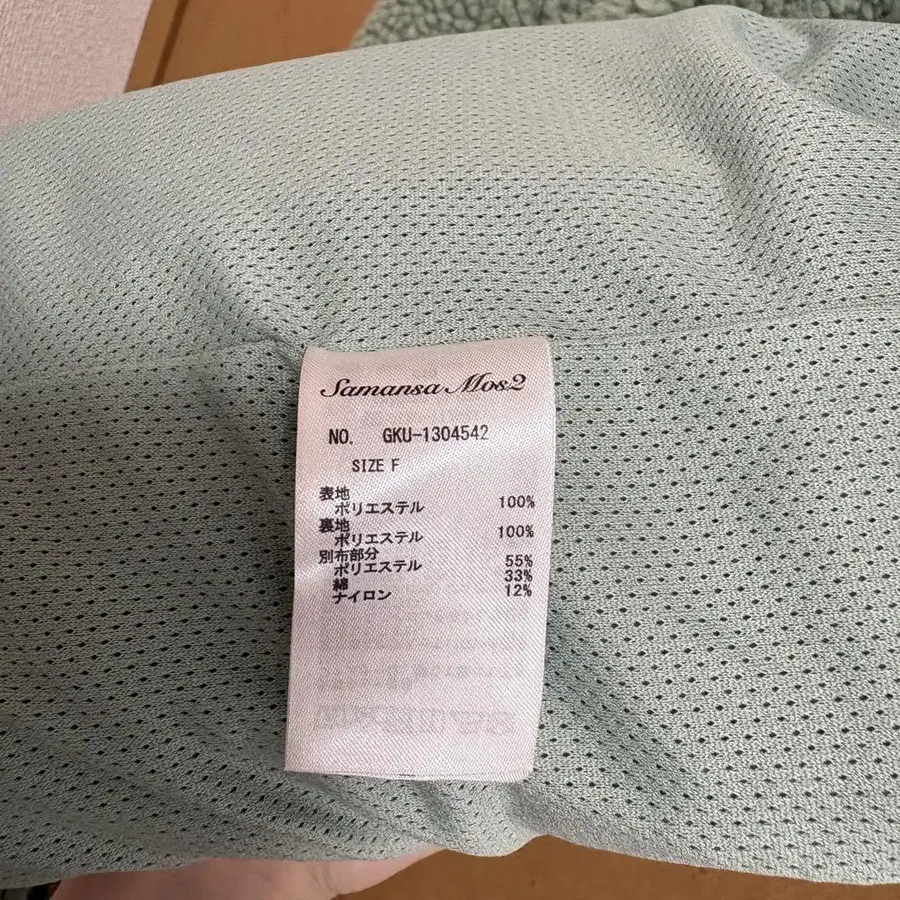 Samansa Mos2
NO. GKU-1304542
SIZE F
表地
ポリエステル 100%
裏地
ポリエステル 100%
別布部分
ポリエステル 55%
綿 33%
ナイロン 12%